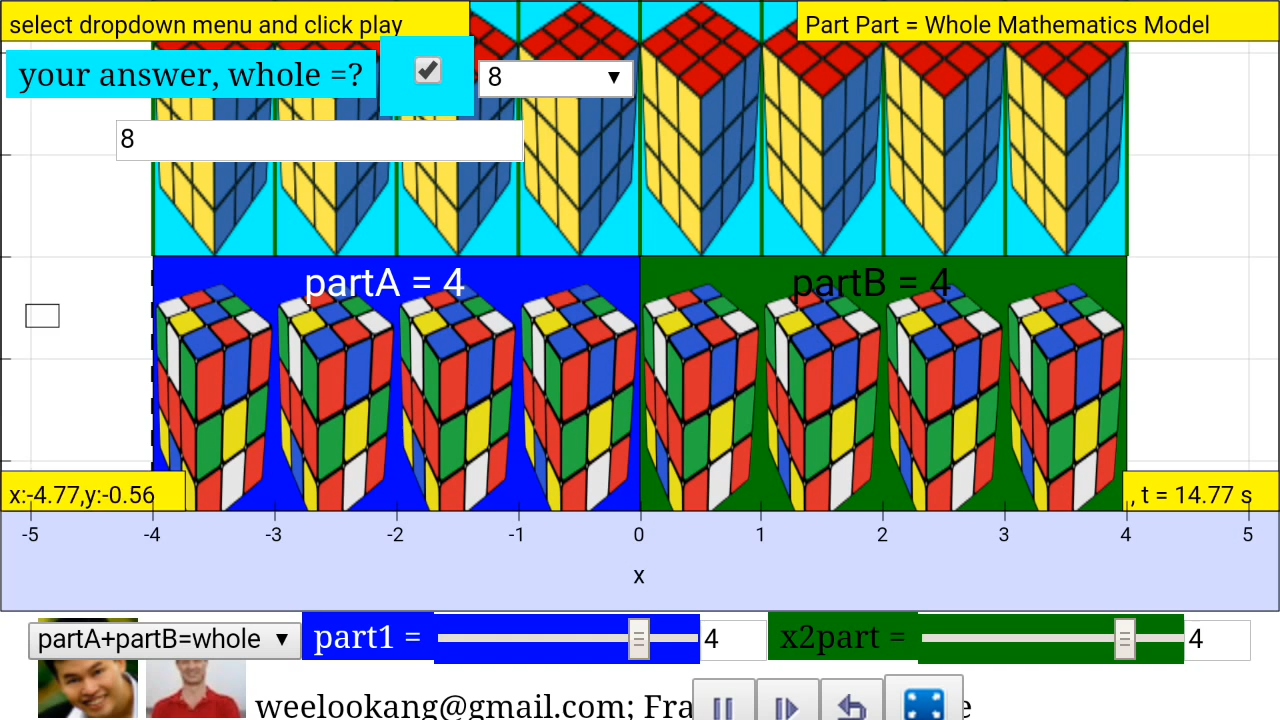 select dropdown menu and click play
Part Part = Whole Mathematics Model
your answer, whole =?
8
8
partA = 4
partB = 4
x:-4.77,y:-0.56
, t = 14.77 s
-5 -4 -3 -2 -1 0 1 2 3 4 5
x
partA+partB=whole
part1 =
4
x2part =
4
weelookang@gmail.com; Fra